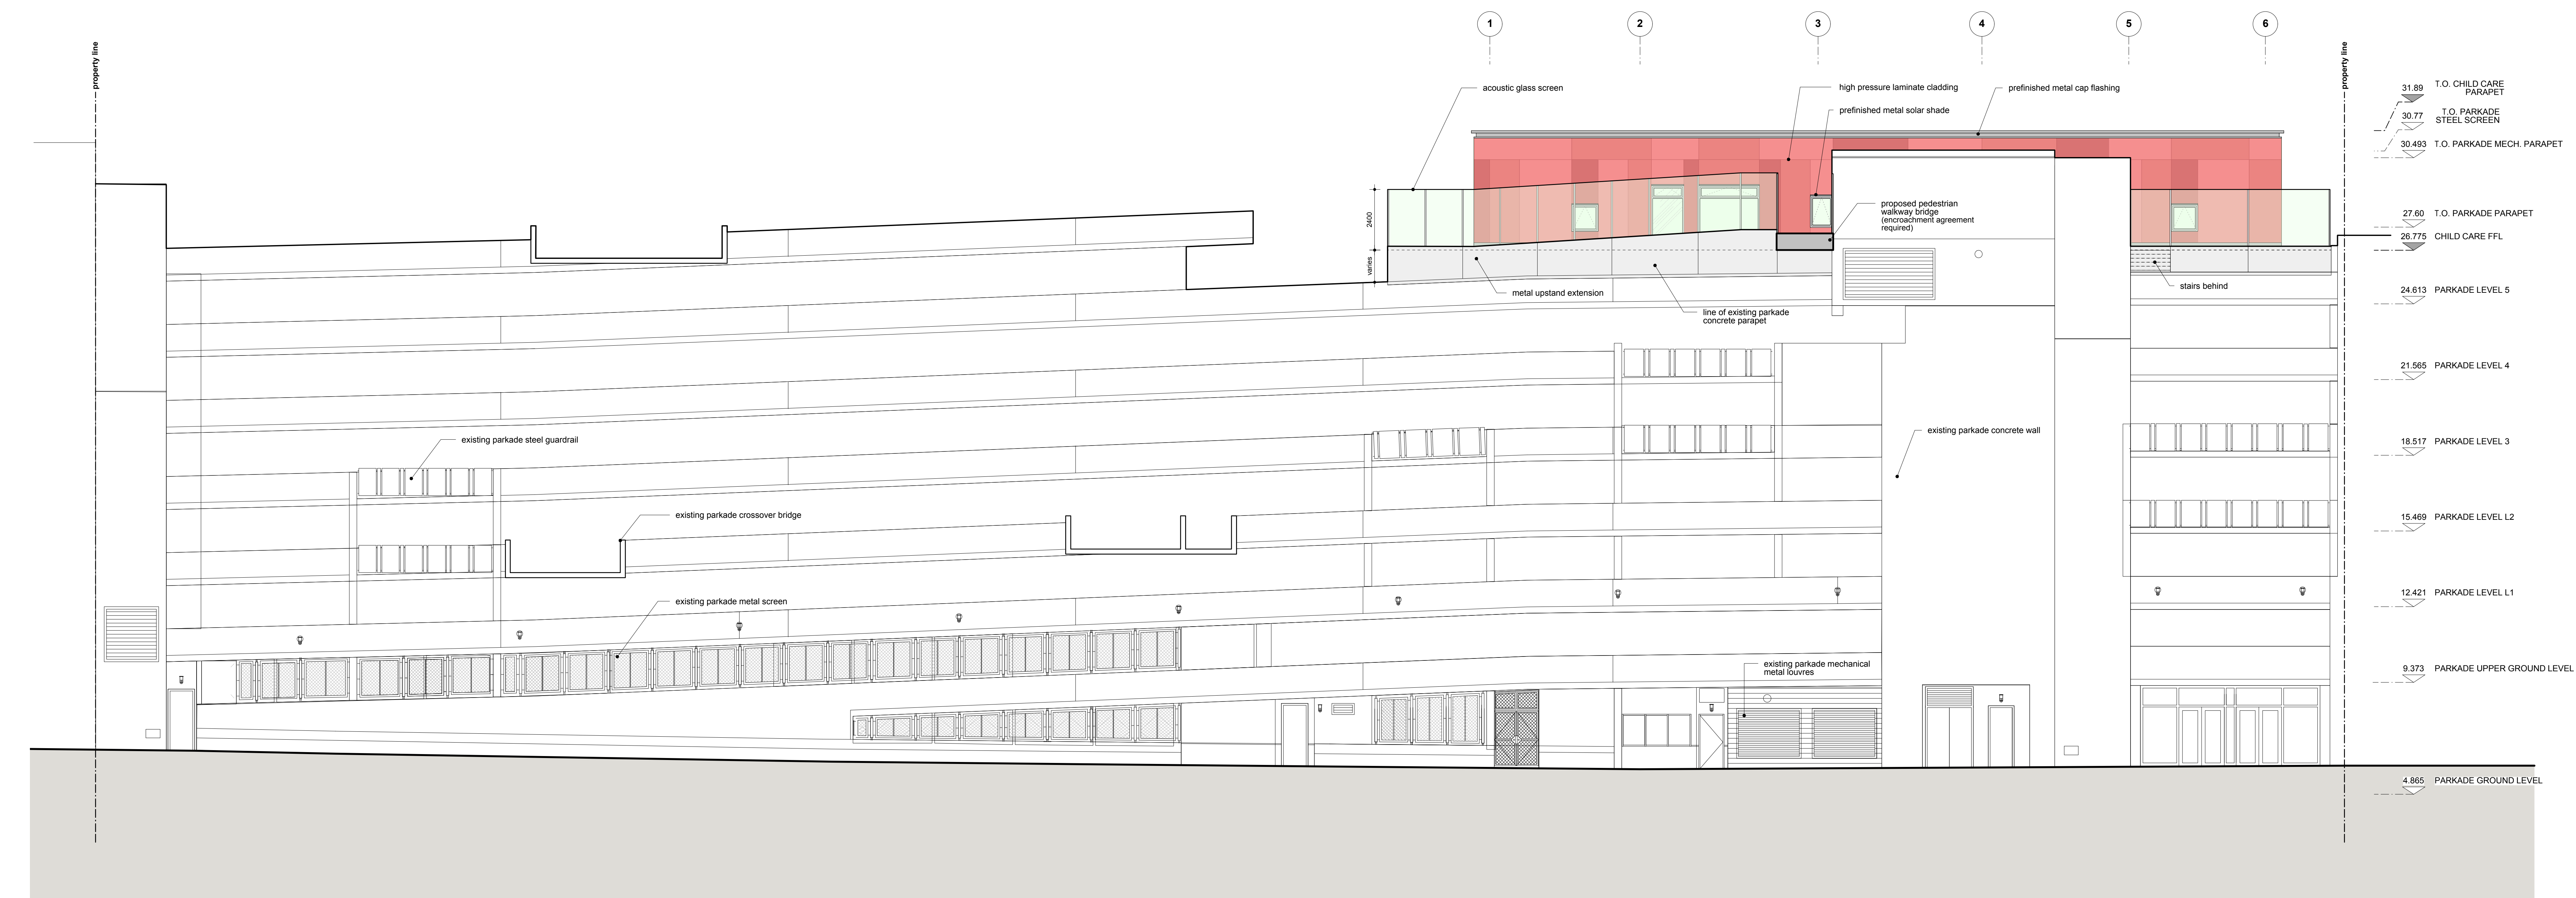 1
2
3
4
5
6
property line
property line
acoustic glass screen
high pressure laminate cladding
prefinished metal cap flashing
prefinished metal solar shade
31.89 T.O. CHILD CARE
PARAPET
30.77 T.O. PARKADE
STEEL SCREEN
30.493 T.O. PARKADE MECH. PARAPET
proposed pedestrian
walkway bridge
(encroachment agreement
required)
2400
varies
27.60 T.O. PARKADE PARAPET
26.775 CHILD CARE FFL
metal upstand extension
line of existing parkade
concrete parapet
stairs behind
24.613 PARKADE LEVEL 5
21.565 PARKADE LEVEL 4
existing parkade steel guardrail
existing parkade concrete wall
18.517 PARKADE LEVEL 3
existing parkade crossover bridge
15.469 PARKADE LEVEL L2
existing parkade metal screen
12.421 PARKADE LEVEL L1
existing parkade mechanical
metal louvres
9.373 PARKADE UPPER GROUND LEVEL
4.865 PARKADE GROUND LEVEL